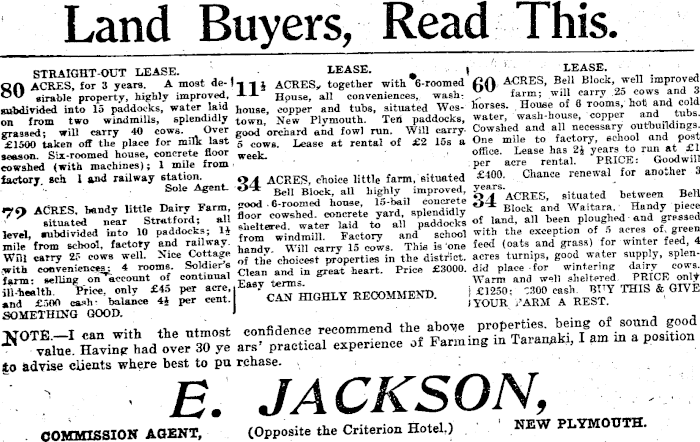 Land Buyers, Read This.
STRAIGHT-OUT LEASE.
80 ACRES, for 3 years. A most de-
sirable property, highly improved,
subdivided into 15 paddocks, water laid
on from two windmills, splendidly
grassed; will carry 40 cows. Over
£1500 taken off the place for milk last
season. Six-roomed house, concrete floor
cowshed (with machines); 1 mile from
factory sch l and railway station.
Sole Agent.
72 ACRES, handy little Dairy Farm,
situated near Stratford; all
level, subdivided into 10 paddocks; 1½
mile from school, factory and railway.
Will carry 25 cows well. Nice Cottage
with conveniences; 4 rooms. Soldier's
farm: selling on account of continual
ill-health. Price, only £45 per acre,
and £500 cash: balance 4½ per cent.
SOMETHING GOOD.
LEASE.
11½ ACRES, together with 6-roomed
House, all conveniences, wash-
house, copper and tubs, situated Wes-
town, New Plymouth. Ten paddocks,
good orchard and fowl run. Will carry
5 cows. Lease at rental of £2 15s a
week.
34 ACRES, choice little farm, situated
Bell Block, all highly improved,
good 6-roomed house, 15-bail concrete
floor cowshed, concrete yard, splendidly
sheltered, water laid to all paddocks
from windmill. Factory and school
handy. Will carry 15 cows. This is one
of the choicest properties in the district.
Clean and in great heart. Price £3000.
Easy terms.
CAN HIGHLY RECOMMEND.
LEASE.
60 ACRES, Bell Block, well improved
farm; will carry 25 cows and 3
horses. House of 6 rooms, hot and cold
water, wash-house, copper and tubs.
Cowshed and all necessary outbuildings.
One mile to factory, school and post
office. Lease has 2½ years to run at £1
per acre rental. PRICE: Goodwill
£400. Chance renewal for another 3
years.
34 ACRES, situated between Bell
Block and Waitara. Handy piece
of land, all been ploughed and grassed
with the exception of 5 acres of green
feed (oats and grass) for winter feed, 4
acres turnips, good water supply, splen-
did place for wintering dairy cows.
Warm and well sheltered. PRICE only
£1250; £300 cash. BUY THIS & GIVE
YOUR FARM A REST.
NOTE.—I can with the utmost confidence recommend the above properties, being of sound good
value. Having had over 30 years' practical experience of Farming in Taranaki, I am in a position
to advise clients where best to purchase.
E. JACKSON,
COMMISSION AGENT, (Opposite the Criterion Hotel.) NEW PLYMOUTH.